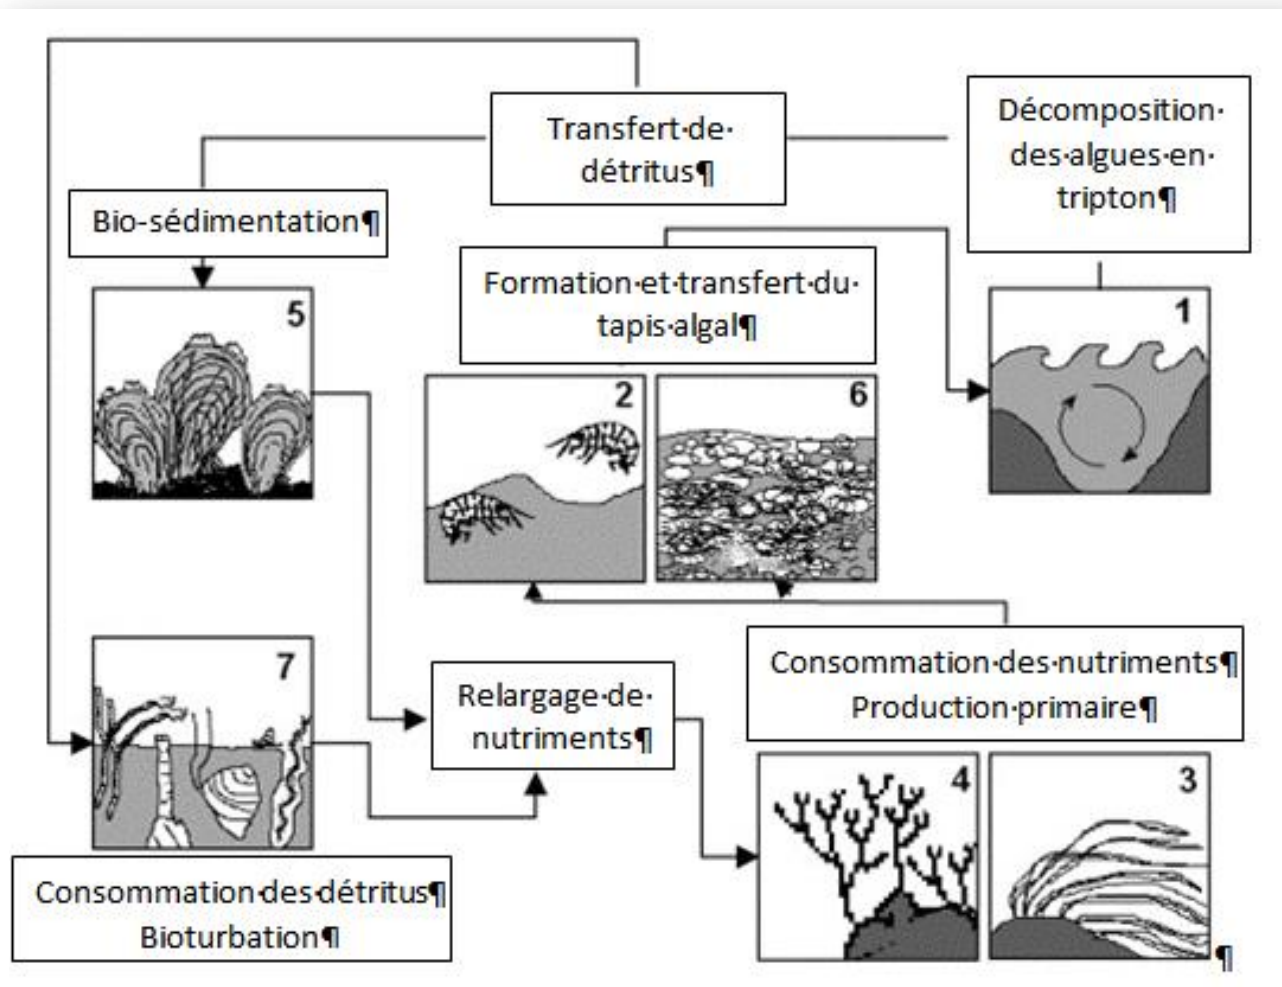 Transfert·de·
détritus¶
Décomposition·
des·algues·en·
tripton¶
Bio-sédimentation¶
Formation·et·transfert·du·
tapis·algal¶
5
2
6
1
7
Relargage·de·
nutriments¶
Consommation·des·nutriments¶
Production·primaire¶
4
3
Consommation·des·détritus¶
Bioturbation¶
¶